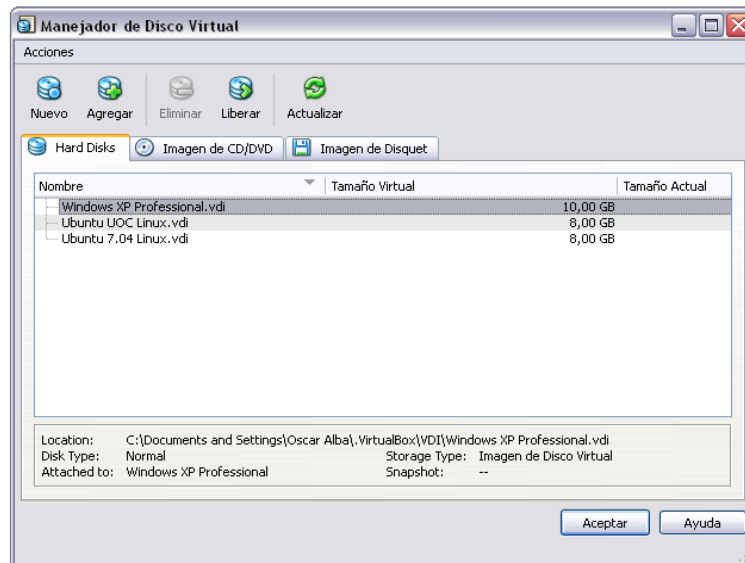 Manejador de Disco Virtual
Acciones
Nuevo Agregar Eliminar Liberar Actualizar
Hard Disks Imagen de CD/DVD Imagen de Disquet
Nombre Tamaño Virtual Tamaño Actual
Windows XP Professional.vdi 10,00 GB
Ubuntu UOC Linux.vdi 8,00 GB
Ubuntu 7.04 Linux.vdi 8,00 GB
Location: C:\Documents and Settings\Oscar Alba\.VirtualBox\VDI\Windows XP Professional.vdi
Disk Type: Normal Storage Type: Imagen de Disco Virtual
Attached to: Windows XP Professional Snapshot: --
Aceptar Ayuda